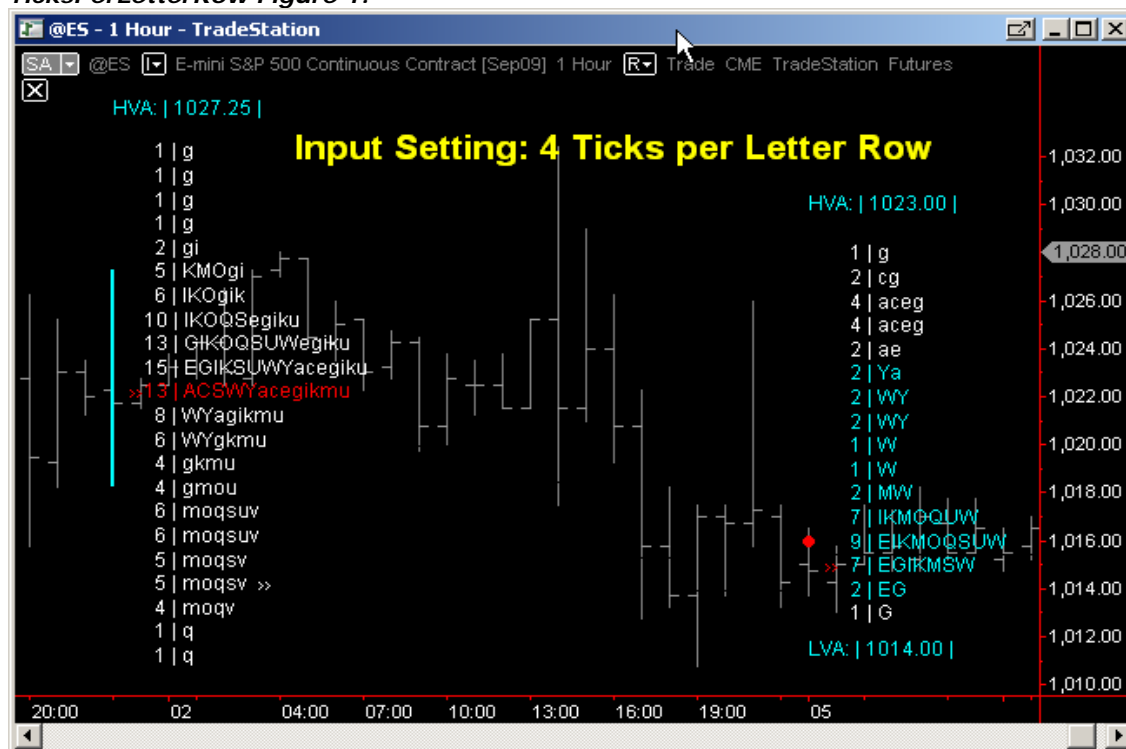 TicksPerLetterRow Figure 1:
@ES - 1 Hour - TradeStation
SA @ES I E-mini S&P 500 Continuous Contract [Sep09] 1 Hour R Trade CME TradeStation Futures
HVA: | 1027.25 |
Input Setting: 4 Ticks per Letter Row
1 | g
1 | g
1 | g
1 | g
2 | gi
5 | KMOgi
6 | IKOgik
10 | IKOQSegiku
13 | GIKOQSUWegiku
15 | EGIKSUWYacegiku
»13 | ACSWYacegikmu
8 | WYagikmu
6 | WYgkmu
4 | gkmu
4 | gmou
6 | moqsuv
6 | moqsuv
5 | moqsv
5 | moqsv »
4 | moqv
1 | q
1 | q
HVA: | 1023.00 |
1 | g
2 | cg
4 | aceg
4 | aceg
2 | ae
2 | Ya
2 | WY
2 | WY
1 | W
1 | W
2 | MW
7 | IKMOQUW
9 | EIKMOQSUW
» 7 | EGIKMSW
2 | EG
1 | G
LVA: | 1014.00 |
1,032.00
1,030.00
1,028.00
1,026.00
1,024.00
1,022.00
1,020.00
1,018.00
1,016.00
1,014.00
1,012.00
1,010.00
20:00 02 04:00 07:00 10:00 13:00 16:00 19:00 05